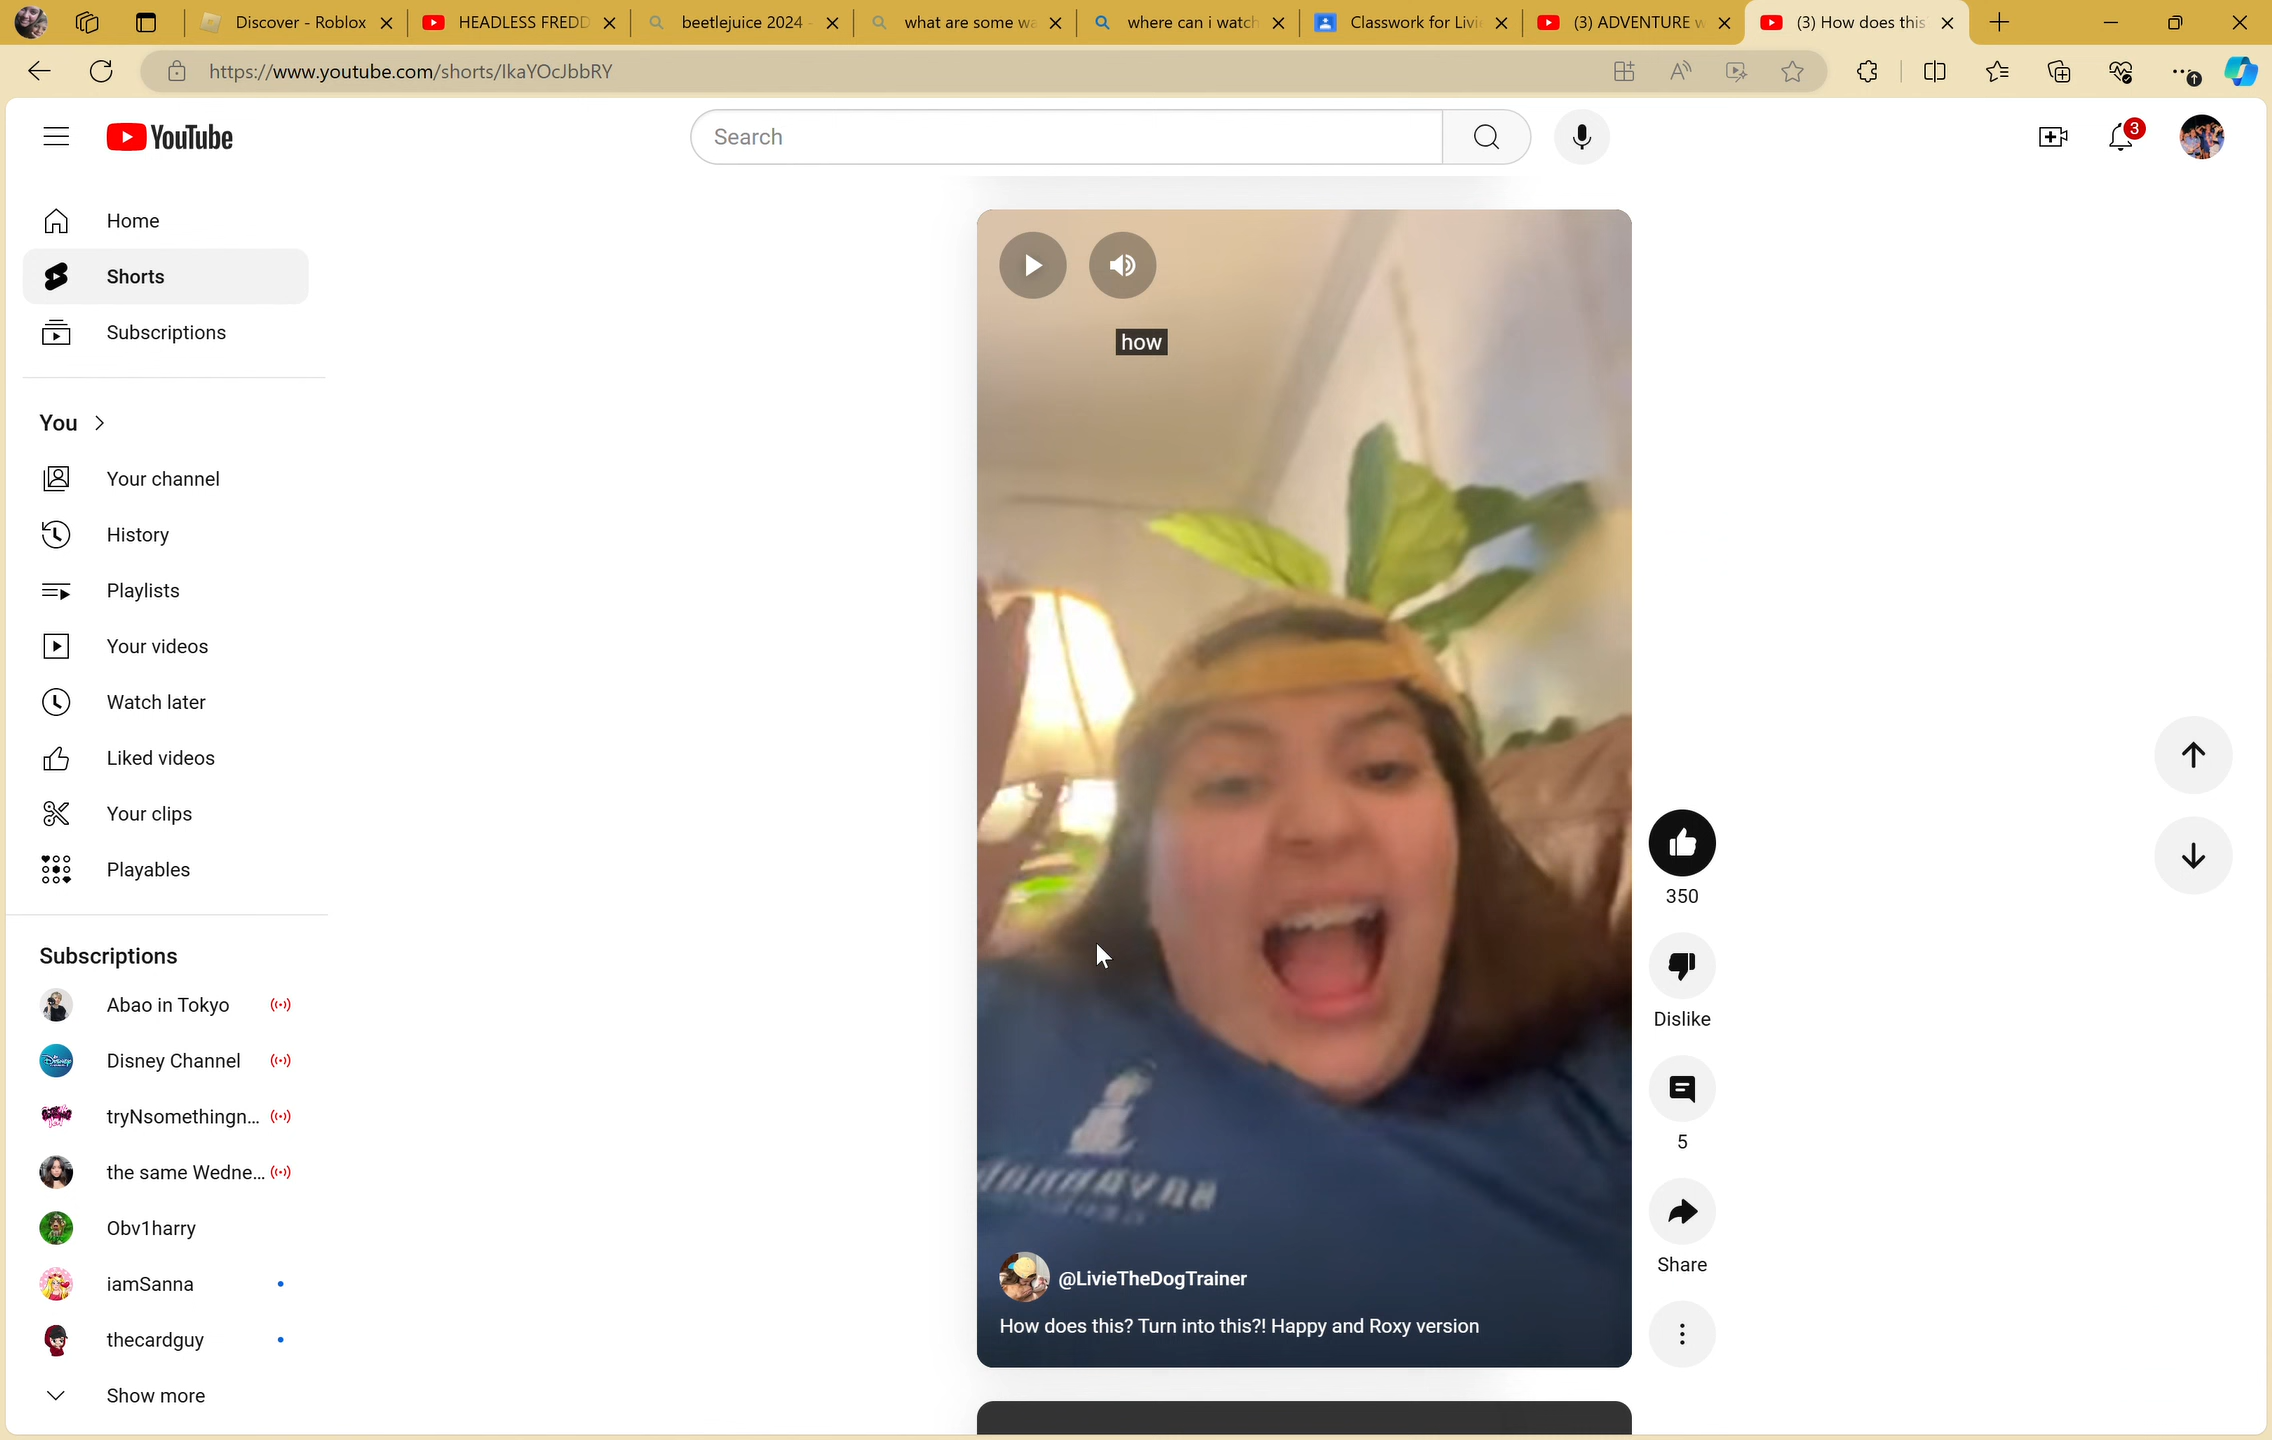 Discover - Roblox
HEADLESS FREDD
beetlejuice 2024 -
what are some wa
where can i watch
Classwork for Livi
(3) ADVENTURE w
(3) How does this
https://www.youtube.com/shorts/IkaYOcJbbRY
YouTube
Search
3
Home
Shorts
Subscriptions
You
Your channel
History
Playlists
Your videos
Watch later
Liked videos
Your clips
Playables
Subscriptions
Abao in Tokyo
Disney Channel
tryNsomethingn...
the same Wedne...
Obv1harry
iamSanna
thecardguy
Show more
how
@LivieTheDogTrainer
How does this? Turn into this?! Happy and Roxy version
350
Dislike
5
Share